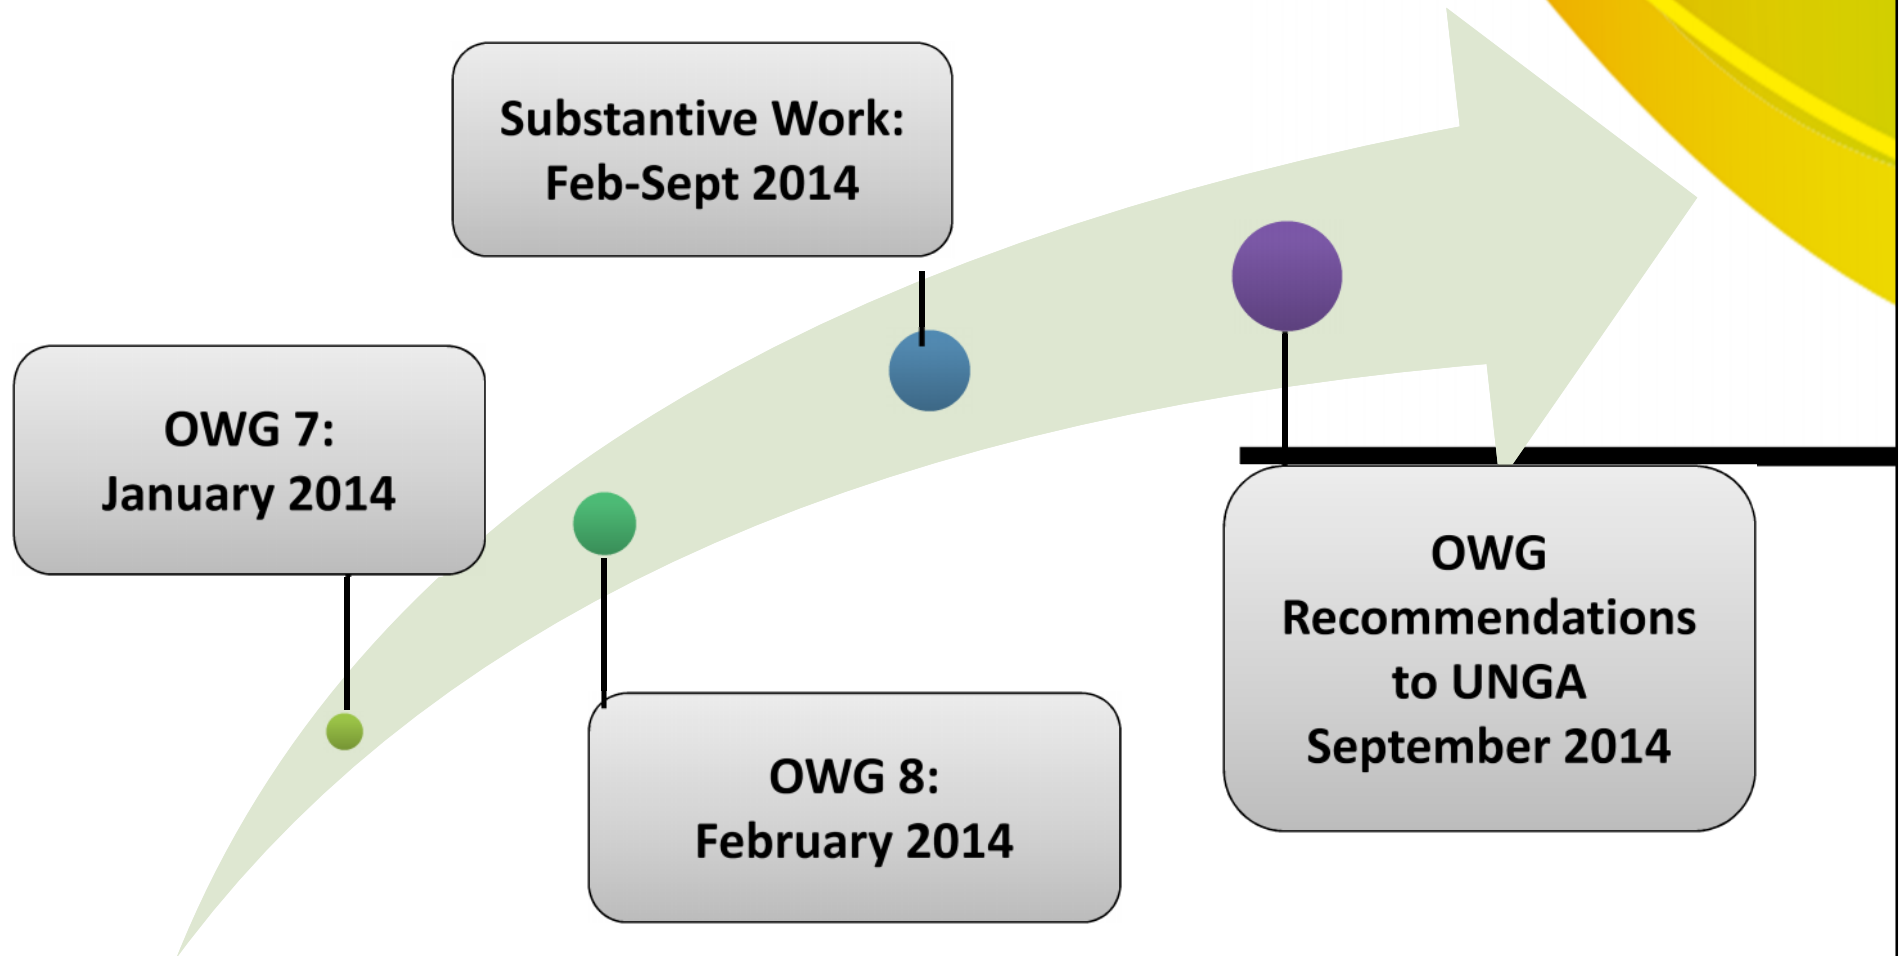 Substantive Work:
Feb-Sept 2014
OWG 7:
January 2014
OWG 8:
February 2014
OWG
Recommendations
to UNGA
September 2014